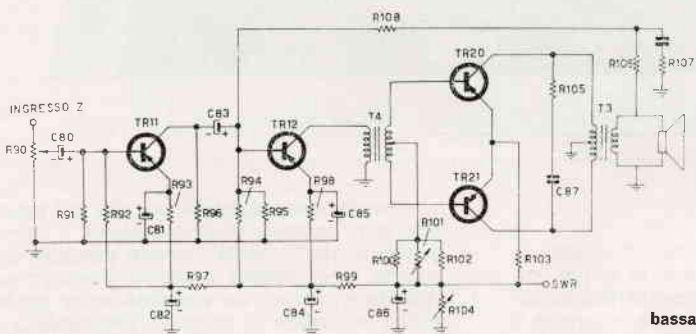 R108
TR20
R106
R107
R105
INGRESSO Z
C83
T4
T3
TR11
TR12
C80
R90
R93
R94
R98
TR21
C87
R91
R92
C81
R96
R95
C85
R101
R100
R102
R103
R97
R99
SWR
C82
C84
C86
R104
bassa